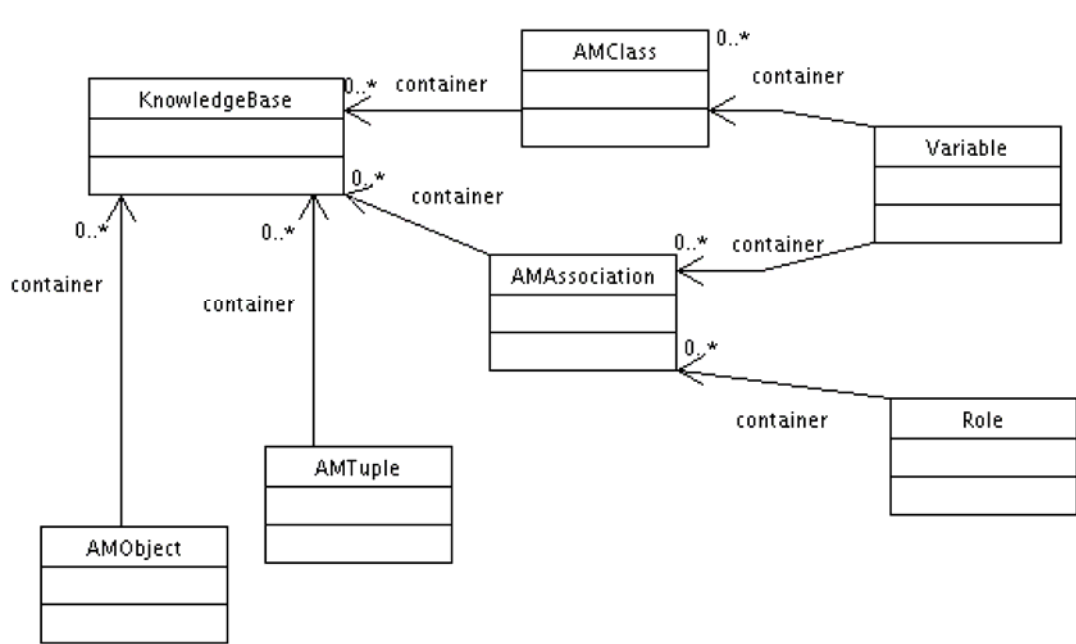 0..*
AMClass
0..*
container
container
KnowledgeBase
Variable
0..*
container
0..*
container
0..*
0..*
AMAssociation
container
container
0..*
container
Role
AMTuple
AMObject